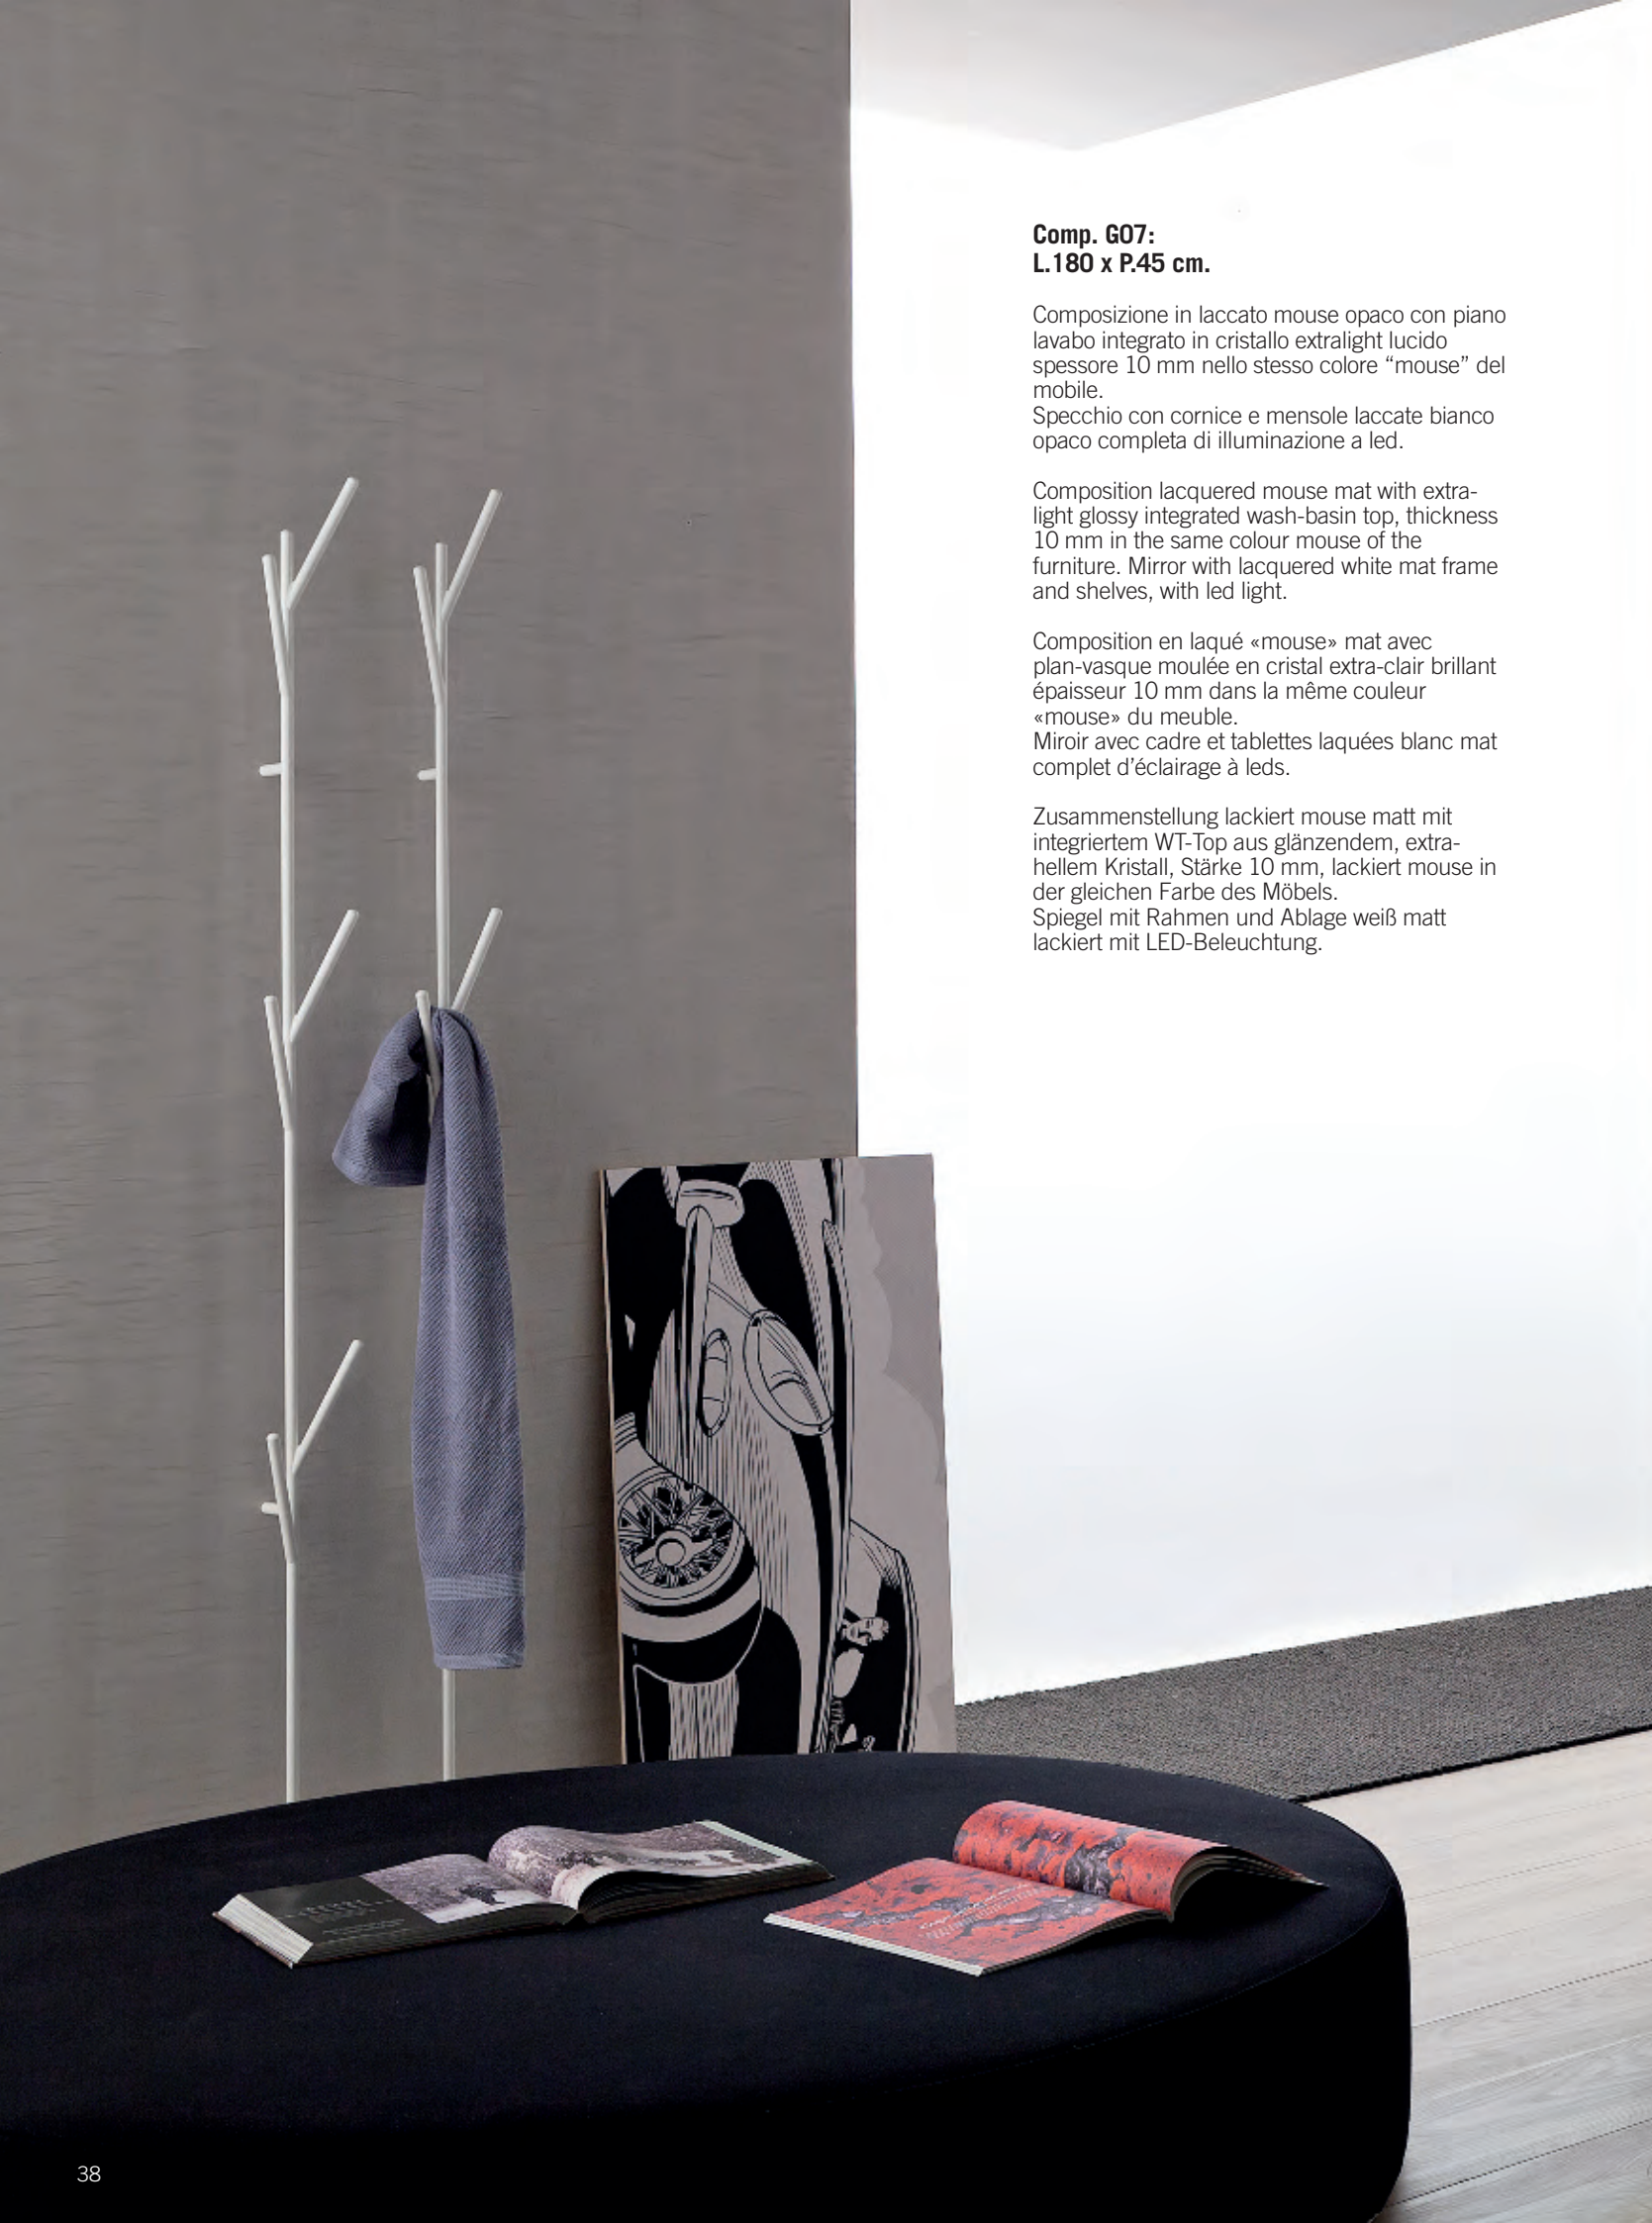 Comp. G07:
L.180 x P.45 cm.
Composizione in laccato mouse opaco con piano
lavabo integrato in cristallo extralight lucido
spessore 10 mm nello stesso colore “mouse” del
mobile.
Specchio con cornice e mensole laccate bianco
opaco completa di illuminazione a led.
Composition lacquered mouse mat with extra-
light glossy integrated wash-basin top, thickness
10 mm in the same colour mouse of the
furniture. Mirror with lacquered white mat frame
and shelves, with led light.
Composition en laqué «mouse» mat avec
plan-vasque moulée en cristal extra-clair brillant
épaisseur 10 mm dans la même couleur
«mouse» du meuble.
Miroir avec cadre et tablettes laquées blanc mat
complet d’éclairage à leds.
Zusammenstellung lackiert mouse matt mit
integriertem WT-Top aus glänzendem, extra-
hellem Kristall, Stärke 10 mm, lackiert mouse in
der gleichen Farbe des Möbels.
Spiegel mit Rahmen und Ablage weiß matt
lackiert mit LED-Beleuchtung.
38